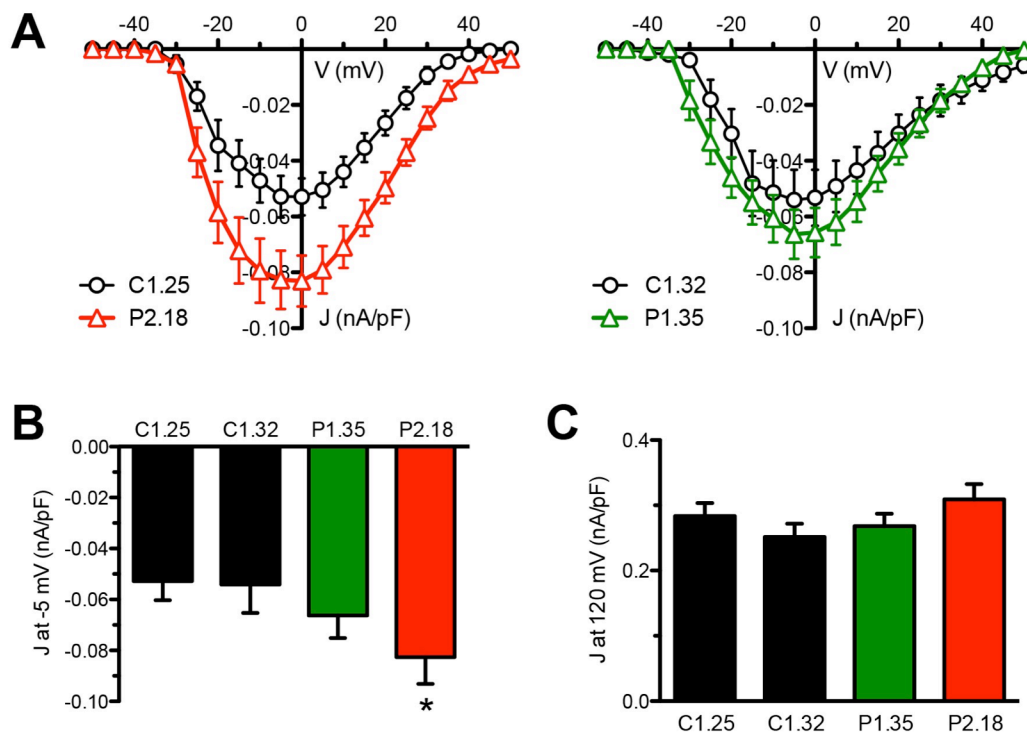 A
-40 -20 0 20 40
V (mV)
-0.02
-0.04
-0.06
-0.08
-0.10
J (nA/pF)
C1.25
P2.18
-40 -20 0 20 40
V (mV)
-0.02
-0.04
-0.06
-0.08
-0.10
J (nA/pF)
C1.32
P1.35
B
C1.25 C1.32 P1.35 P2.18
J at -5 mV (nA/pF)
0.00
-0.02
-0.04
-0.06
-0.08
-0.10
*
C
J at 120 mV (nA/pF)
0.4
0.2
0.0
C1.25 C1.32 P1.35 P2.18